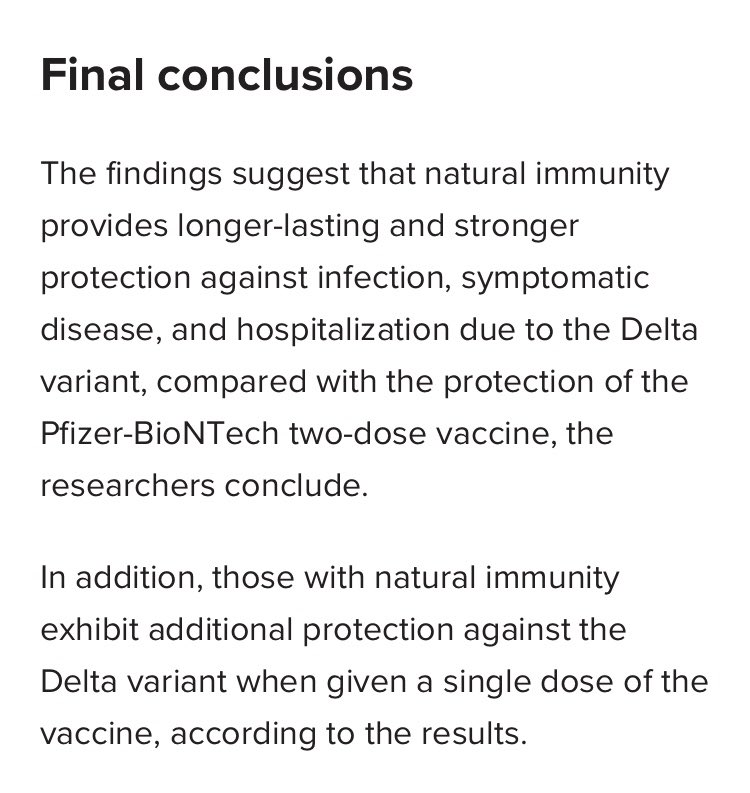 Final conclusions
The findings suggest that natural immunity
provides longer-lasting and stronger
protection against infection, symptomatic
disease, and hospitalization due to the Delta
variant, compared with the protection of the
Pfizer-BioNTech two-dose vaccine, the
researchers conclude.
In addition, those with natural immunity
exhibit additional protection against the
Delta variant when given a single dose of the
vaccine, according to the results.